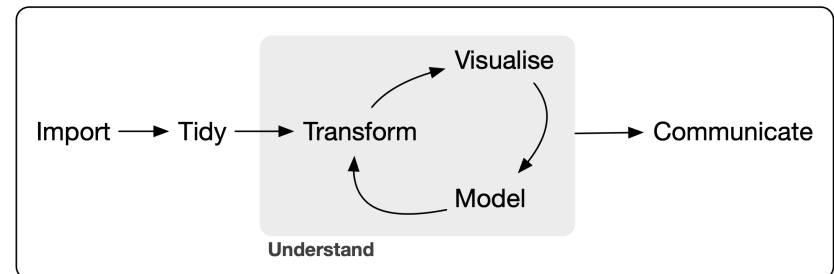 Visualise
Import
Tidy
Transform
Communicate
Model
Understand